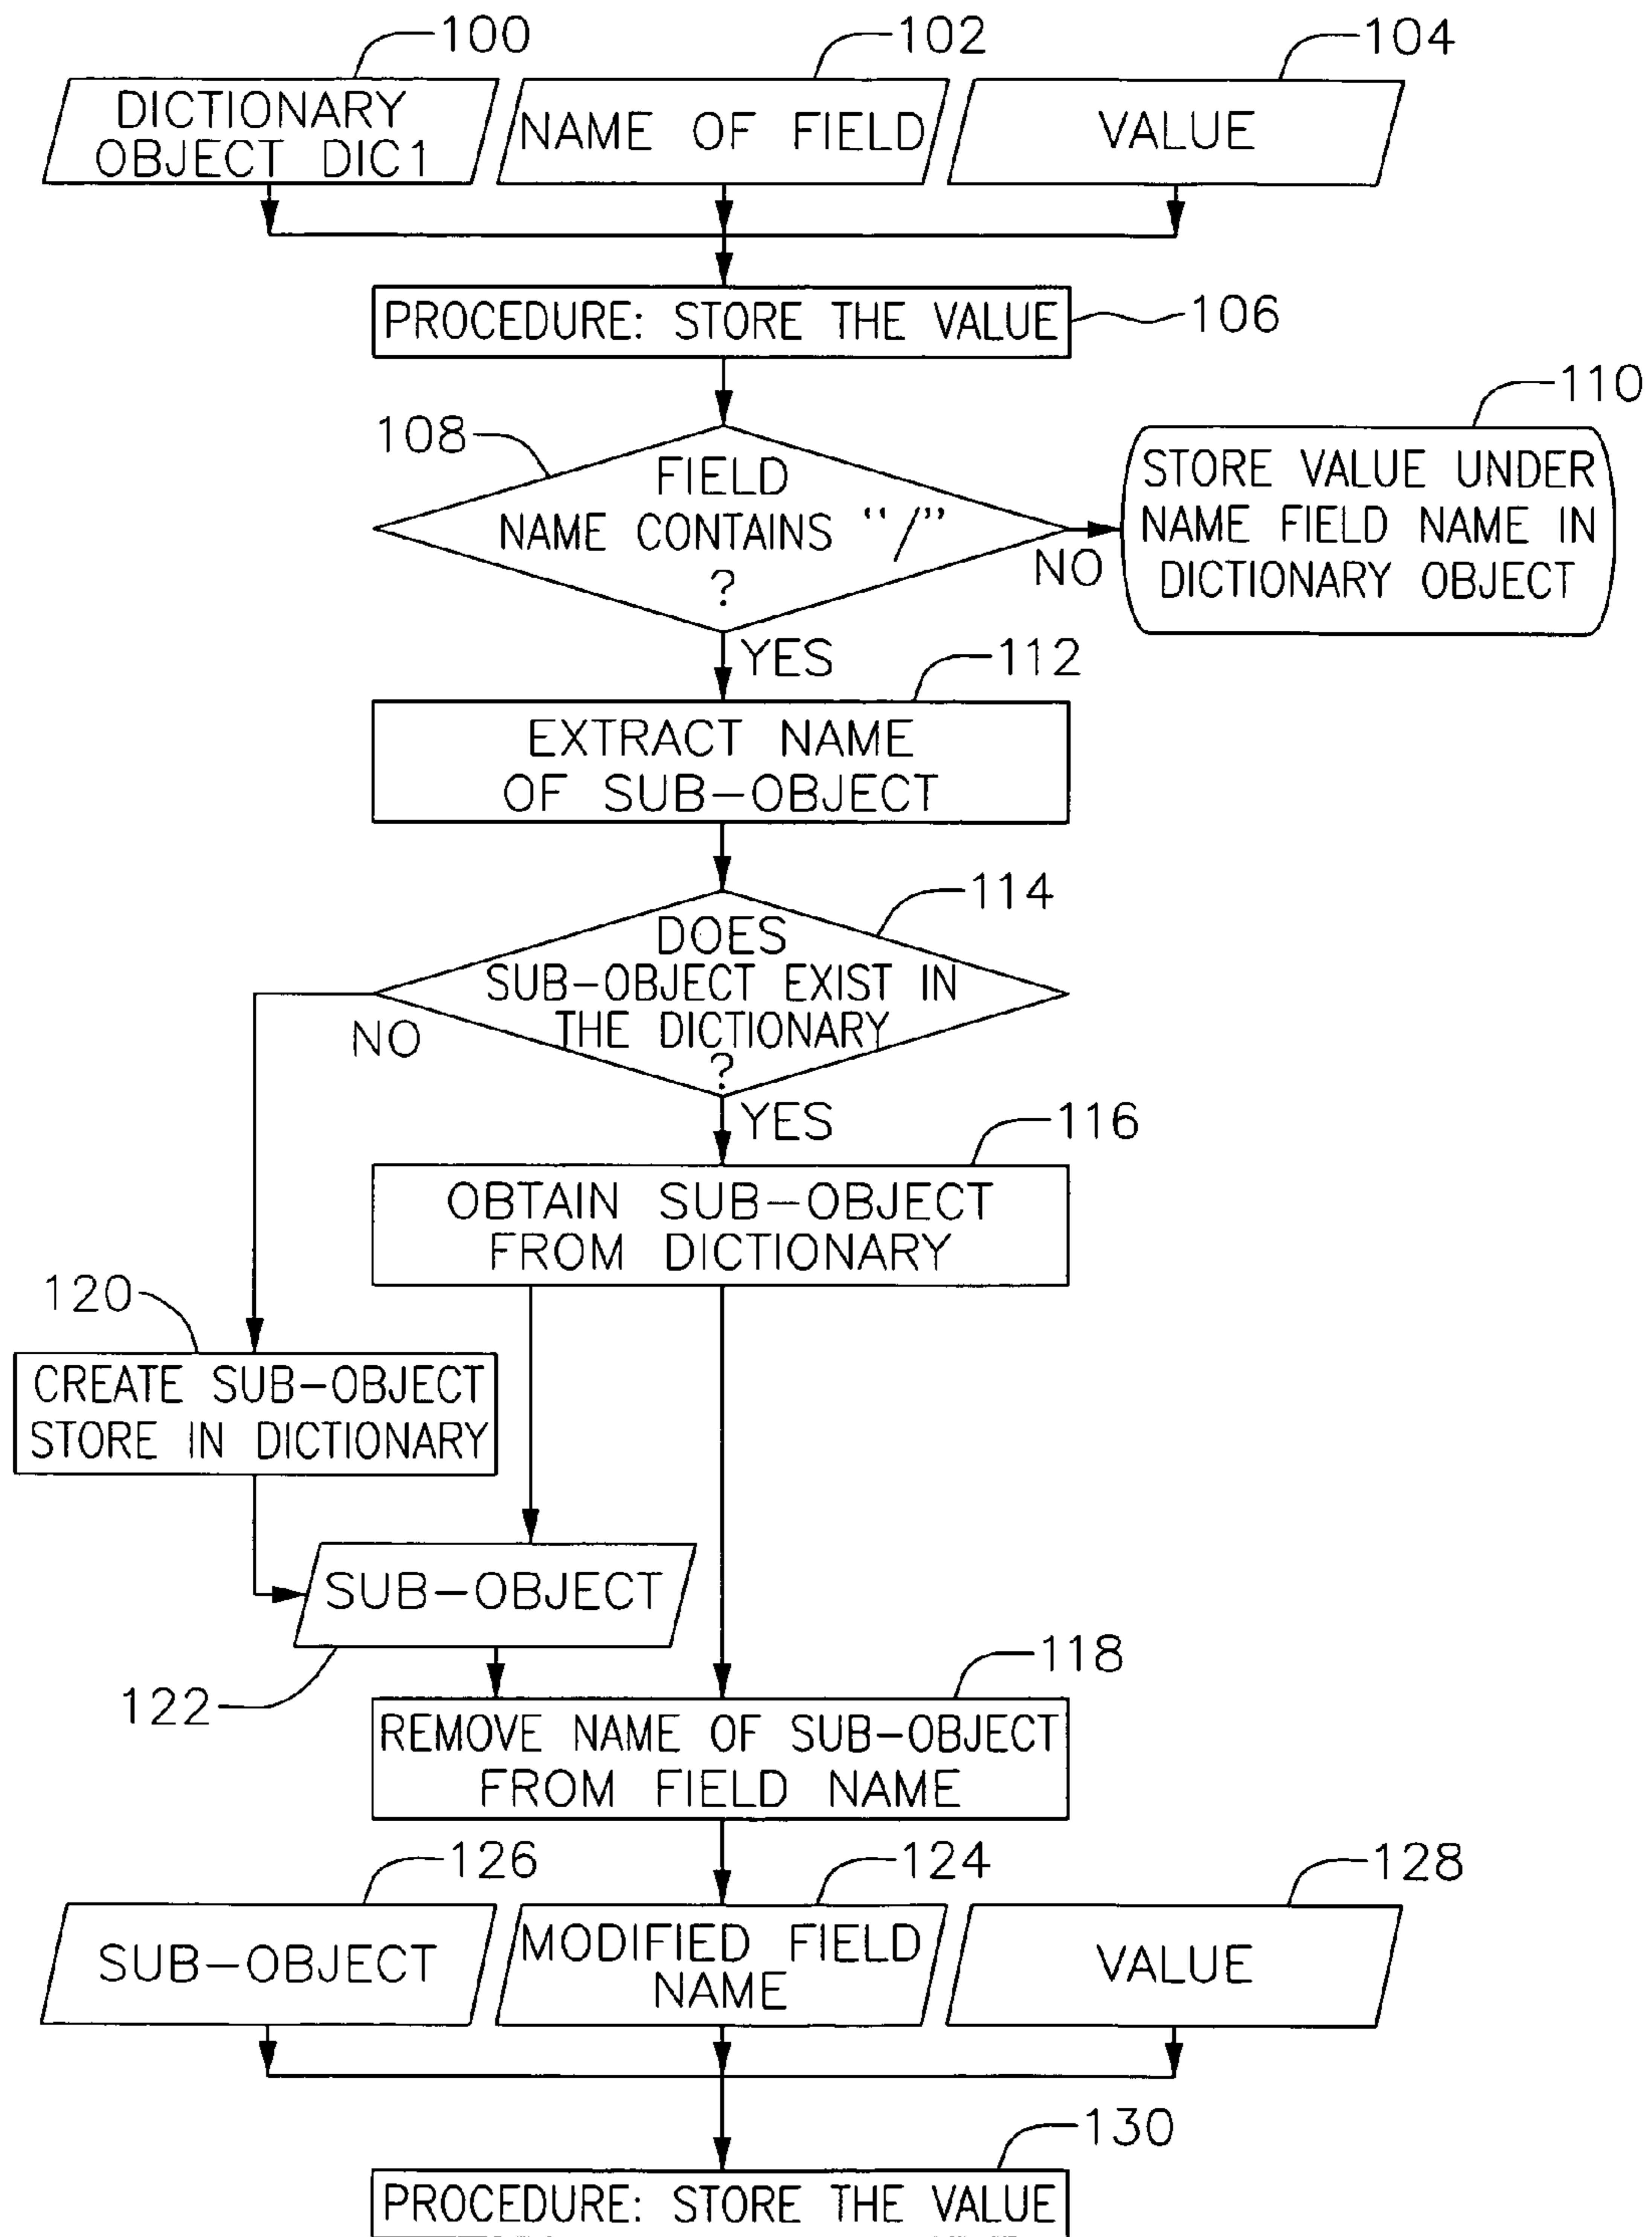 100
102
104
DICTIONARY
OBJECT DIC1
NAME OF FIELD
VALUE
PROCEDURE: STORE THE VALUE
106
108
FIELD
NAME CONTAINS "/"
?
NO
110
STORE VALUE UNDER
NAME FIELD NAME IN
DICTIONARY OBJECT
YES
112
EXTRACT NAME
OF SUB-OBJECT
114
DOES
SUB-OBJECT EXIST IN
THE DICTIONARY
?
NO
YES
116
OBTAIN SUB-OBJECT
FROM DICTIONARY
120
CREATE SUB-OBJECT
STORE IN DICTIONARY
SUB-OBJECT
122
118
REMOVE NAME OF SUB-OBJECT
FROM FIELD NAME
126
124
128
SUB-OBJECT
MODIFIED FIELD
NAME
VALUE
130
PROCEDURE: STORE THE VALUE